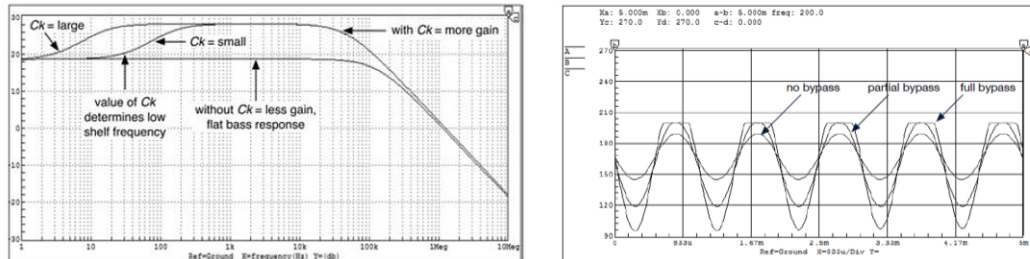 30
20
10
0
-10
-20
30
Ck = large
Ck = small
with Ck = more gain
value of Ck
determines low
shelf frequency
without Ck = less gain,
flat bass response
1 10 100 1k 10k 100k 1Meg 10Meg
Ref=Ground X=frequency(Hz) Y=(db)
Xa: 5.000m Xb: 0.000 a-b: 5.000m freq: 200.0
Yc: 270.0 Yd: 270.0 c-d: 0.000
A
B
C
270
240
210
180
150
120
90
no bypass
partial bypass
full bypass
0 833u 1.67m 2.5m 3.33m 4.17m 5m
Ref=Ground X=833u/Div Y=